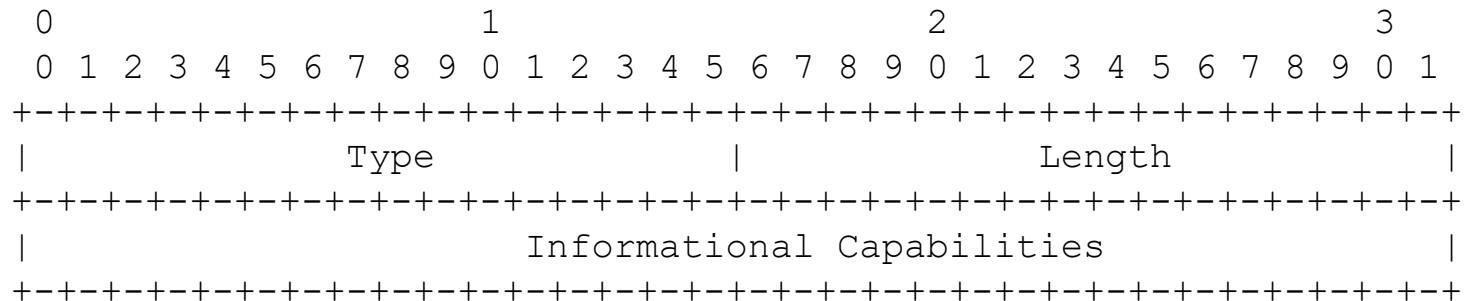 0                   1                   2                   3
 0 1 2 3 4 5 6 7 8 9 0 1 2 3 4 5 6 7 8 9 0 1 2 3 4 5 6 7 8 9 0 1
+-+-+-+-+-+-+-+-+-+-+-+-+-+-+-+-+-+-+-+-+-+-+-+-+-+-+-+-+-+-+-+-+
|              Type             |             Length            |
+-+-+-+-+-+-+-+-+-+-+-+-+-+-+-+-+-+-+-+-+-+-+-+-+-+-+-+-+-+-+-+-+
|                      Informational Capabilities               |
+-+-+-+-+-+-+-+-+-+-+-+-+-+-+-+-+-+-+-+-+-+-+-+-+-+-+-+-+-+-+-+-+